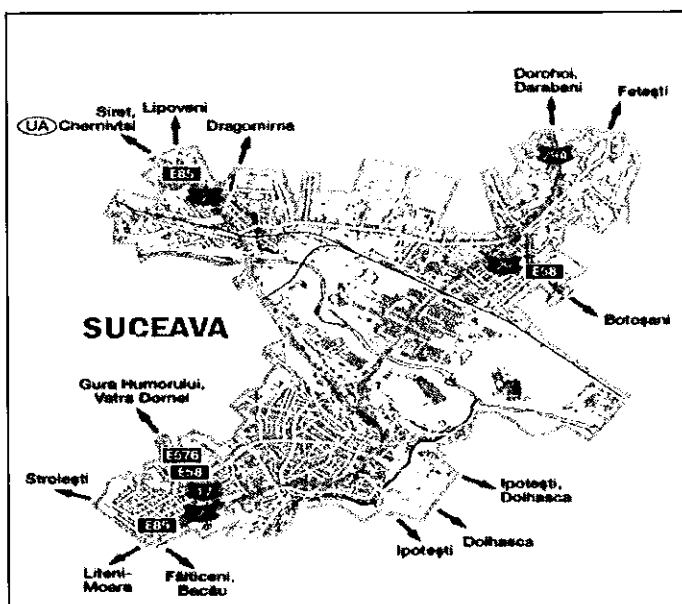 Dorohoi,
Darabani
Fetești
Siret,
UA Chernivtsi
Lipoveni
Dragomirna
E85
E58
Botoșani
SUCEAVA
Gura Humorului,
Vatra Dornei
E576
E58
17
Stroiești
E85
Liteni-
Moara
Fălticeni,
Bacău
Ipotești,
Dolhasca
Dolhasca
Ipotești